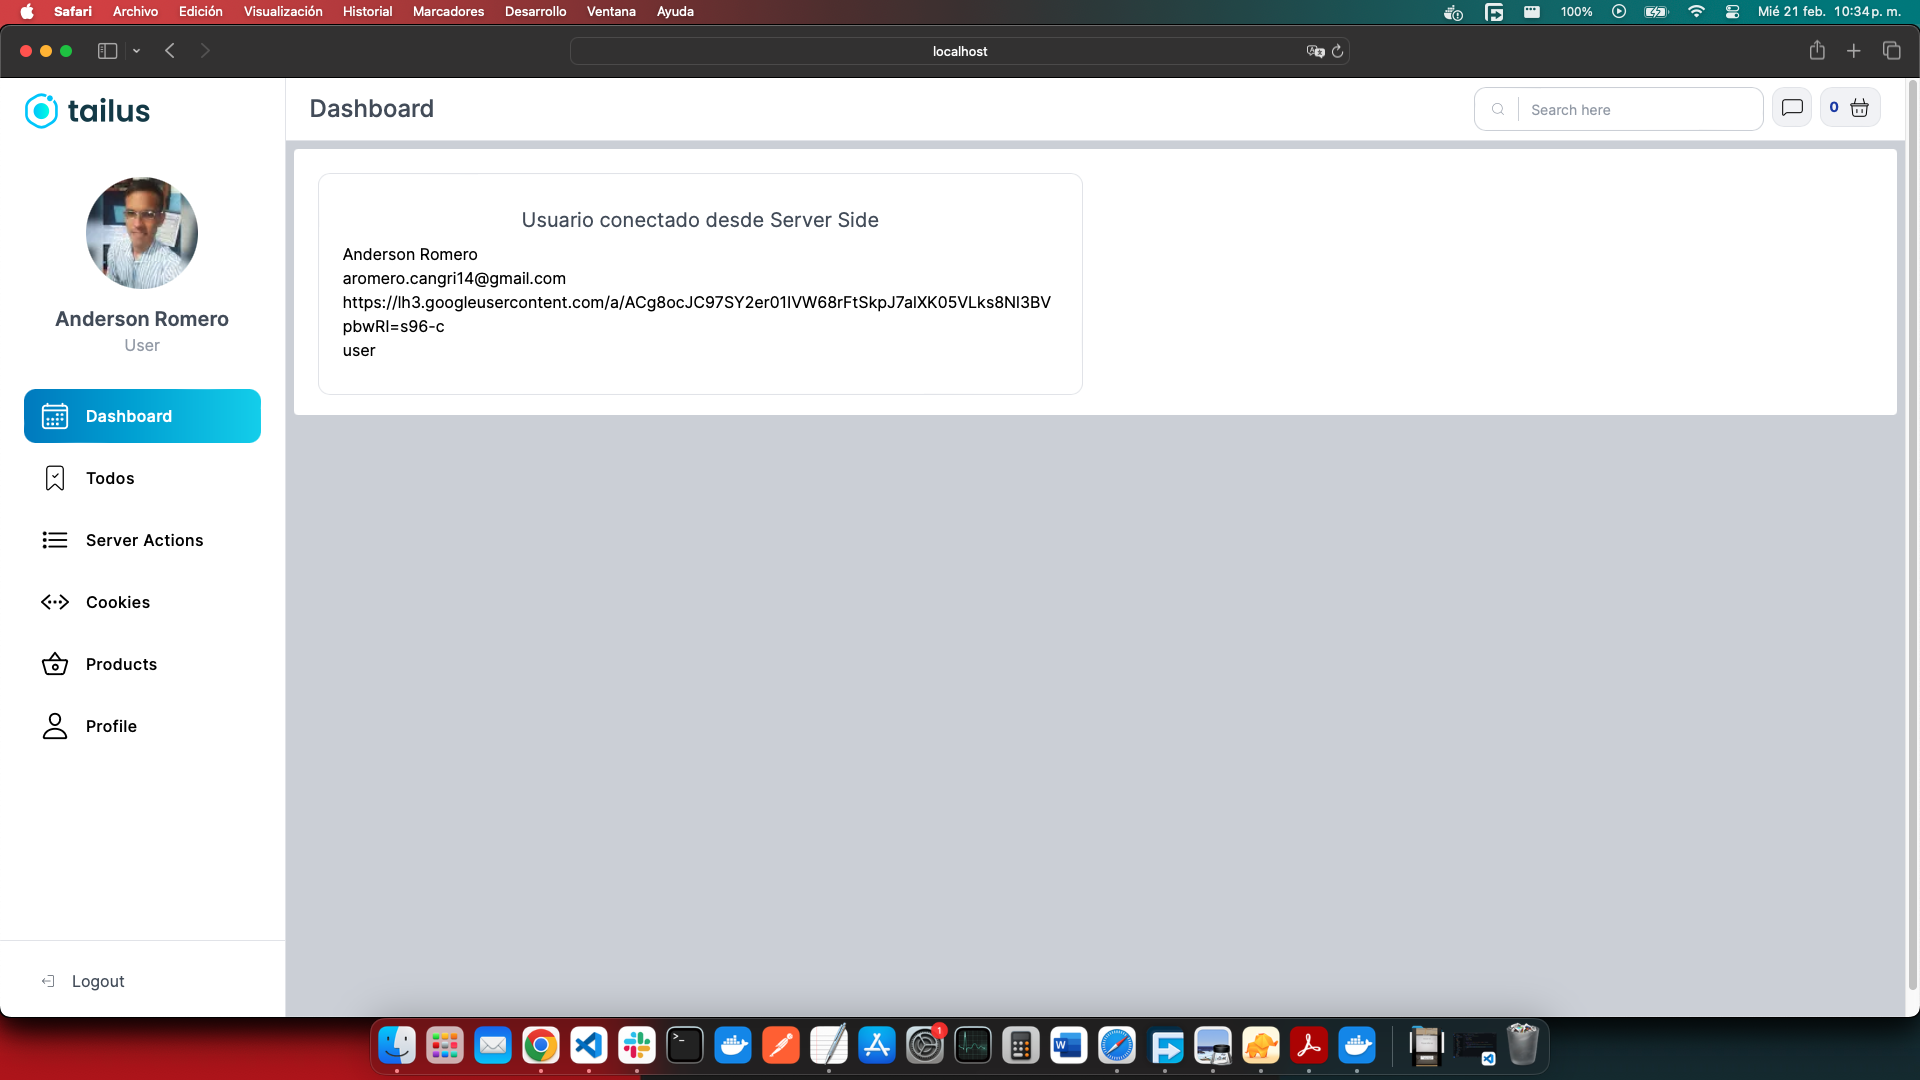 Safari Archivo Edición Visualización Historial Marcadores Desarrollo Ventana Ayuda 100% Mié 21 feb. 10:34 p. m.
localhost
tailus
Dashboard
Search here
0
Usuario conectado desde Server Side
Anderson Romero
aromero.cangri14@gmail.com
https://lh3.googleusercontent.com/a/ACg8ocJC97SY2er01IVW68rFtSkpJ7alXK05VLks8Nl3BV
pbwRI=s96-c
user
Anderson Romero
User
Dashboard
Todos
Server Actions
Cookies
Products
Profile
Logout
1